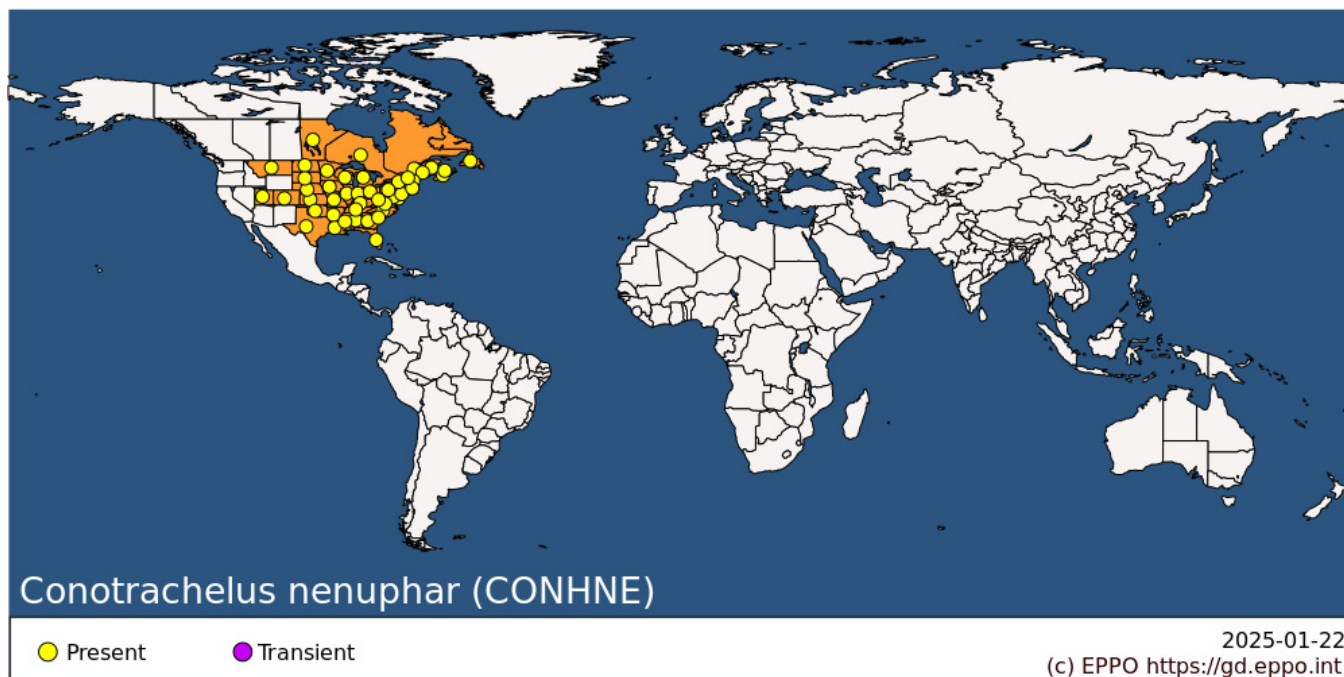 Conotrachelus nenuphar (CONHNE)
Present
Transient
2025-01-22
(c) EPPO https://gd.eppo.int